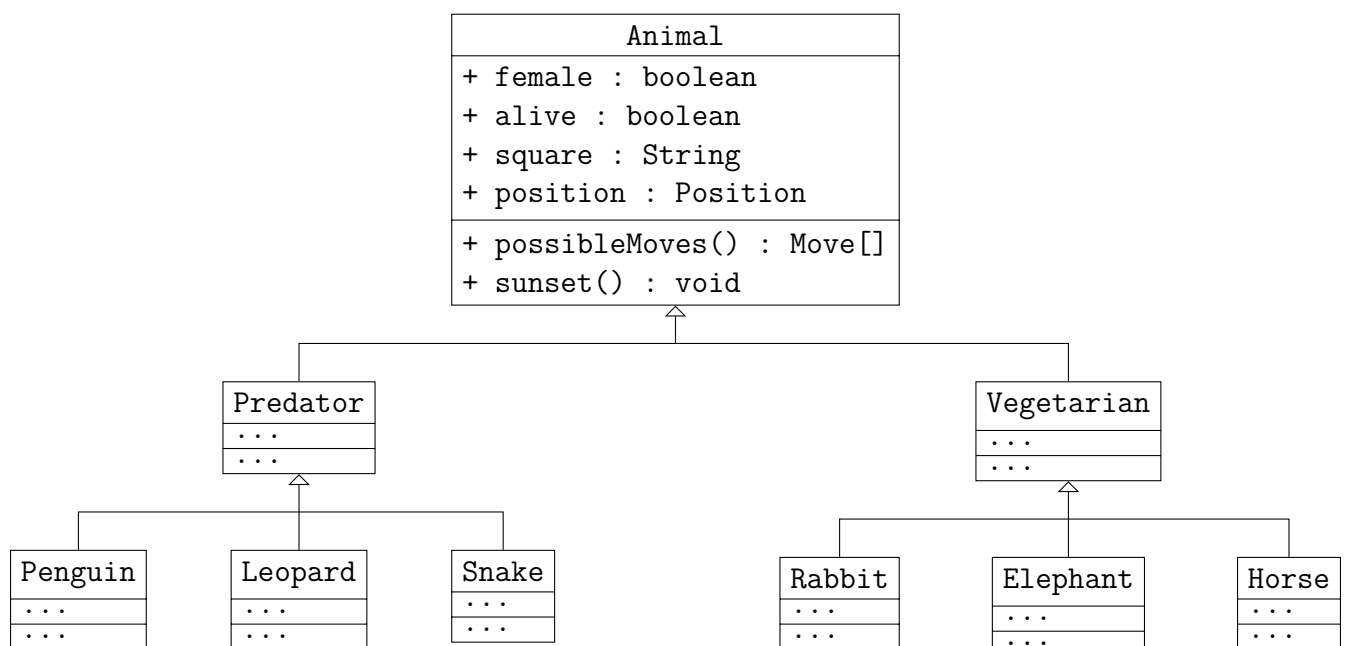 Animal
+ female : boolean
+ alive : boolean
+ square : String
+ position : Position
+ possibleMoves() : Move[]
+ sunset() : void
Predator
...
...
Vegetarian
...
...
Penguin
...
...
Leopard
...
...
Snake
...
...
Rabbit
...
...
Elephant
...
...
Horse
...
...